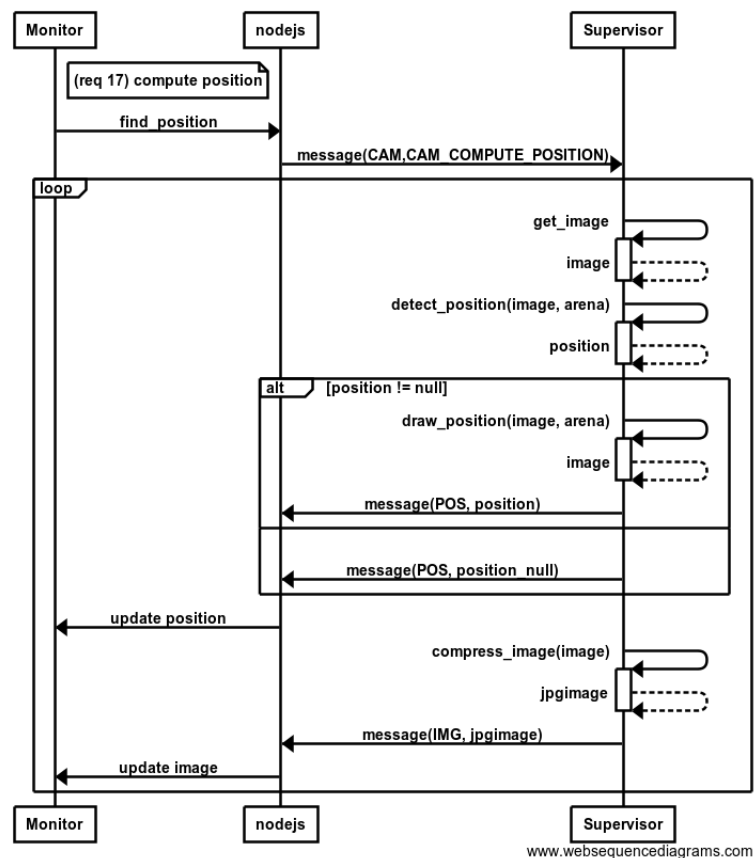 Monitor
nodejs
Supervisor
(req 17) compute position
find_position
message(CAM,CAM_COMPUTE_POSITION)
loop
get_image
image
detect_position(image, arena)
position
alt
[position != null]
draw_position(image, arena)
image
message(POS, position)
message(POS, position_null)
update position
compress_image(image)
jpgimage
message(IMG, jpgimage)
update image
Monitor
nodejs
Supervisor
www.websequencediagrams.com